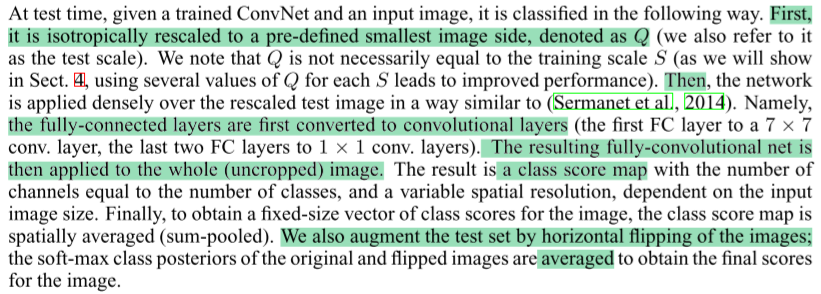 At test time, given a trained ConvNet and an input image, it is classified in the following way. First,
it is isotropically rescaled to a pre-defined smallest image side, denoted as Q (we also refer to it
as the test scale). We note that Q is not necessarily equal to the training scale S (as we will show
in Sect. 4, using several values of Q for each S leads to improved performance). Then, the network
is applied densely over the rescaled test image in a way similar to (Sermanet et al., 2014). Namely,
the fully-connected layers are first converted to convolutional layers (the first FC layer to a 7 × 7
conv. layer, the last two FC layers to 1 × 1 conv. layers). The resulting fully-convolutional net is
then applied to the whole (uncropped) image. The result is a class score map with the number of
channels equal to the number of classes, and a variable spatial resolution, dependent on the input
image size. Finally, to obtain a fixed-size vector of class scores for the image, the class score map is
spatially averaged (sum-pooled). We also augment the test set by horizontal flipping of the images;
the soft-max class posteriors of the original and flipped images are averaged to obtain the final scores
for the image.